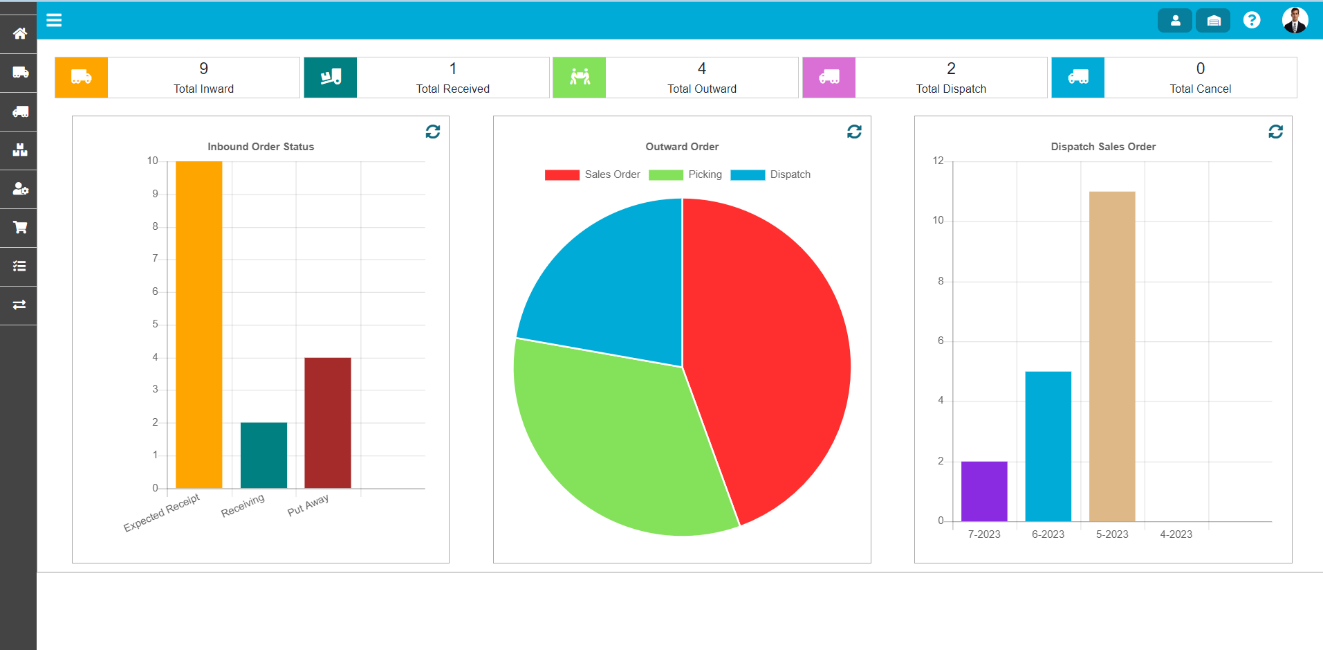 9
Total Inward
1
Total Received
4
Total Outward
2
Total Dispatch
0
Total Cancel
Inbound Order Status
10
9
8
7
6
5
4
3
2
1
0
Expected Receipt
Receiving
Put Away
Outward Order
Sales Order Picking Dispatch
Dispatch Sales Order
12
10
8
6
4
2
0
7-2023 6-2023 5-2023 4-2023